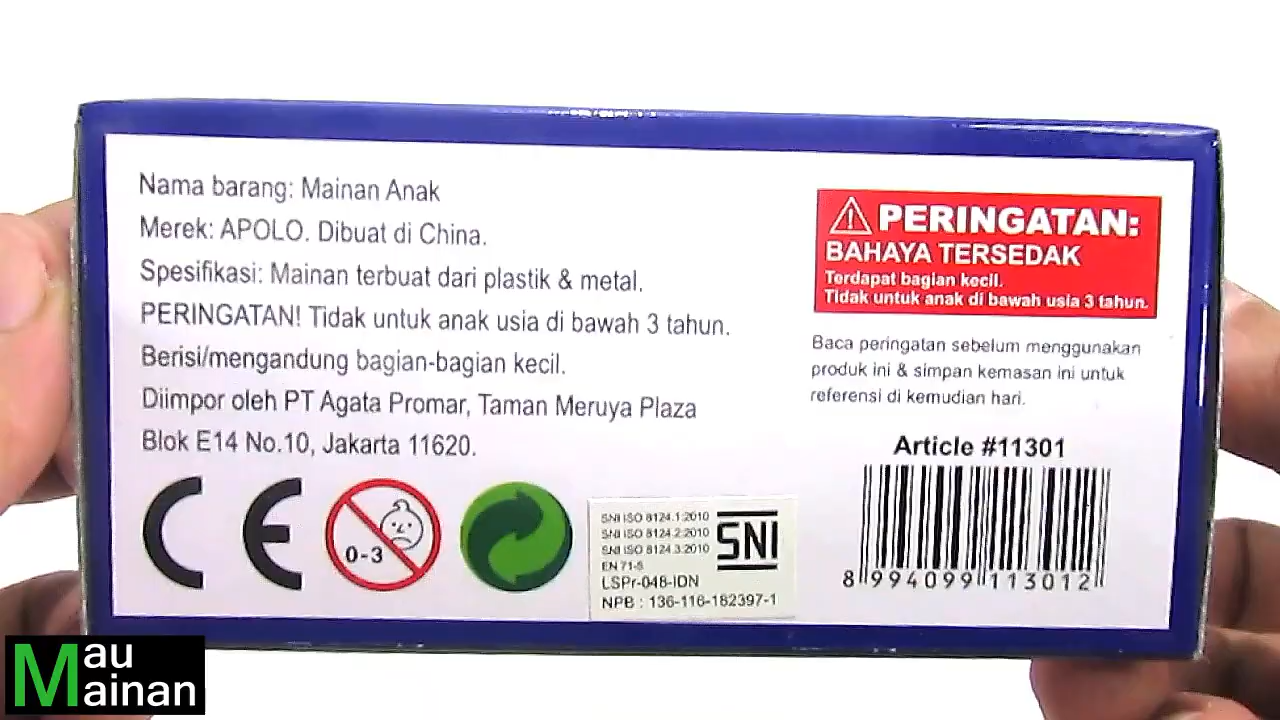 Nama barang: Mainan Anak
Merek: APOLO. Dibuat di China.
Spesifikasi: Mainan terbuat dari plastik & metal.
PERINGATAN! Tidak untuk anak usia di bawah 3 tahun.
Berisi/mengandung bagian-bagian kecil.
Diimpor oleh PT Agata Promar, Taman Meruya Plaza
Blok E14 No.10, Jakarta 11620.
PERINGATAN:
BAHAYA TERSEDAK
Terdapat bagian kecil.
Tidak untuk anak di bawah usia 3 tahun.
Baca peringatan sebelum menggunakan
produk ini & simpan kemasan ini untuk
referensi di kemudian hari.
Article #11301
8 994099 113012
CE
0-3
SNI ISO 8124.1:2010
SNI ISO 8124.2:2010
SNI ISO 8124.3:2010
EN 71-5
LSPr-048-IDN
NPB : 136-116-182397-1
SNI
Mau
Mainan